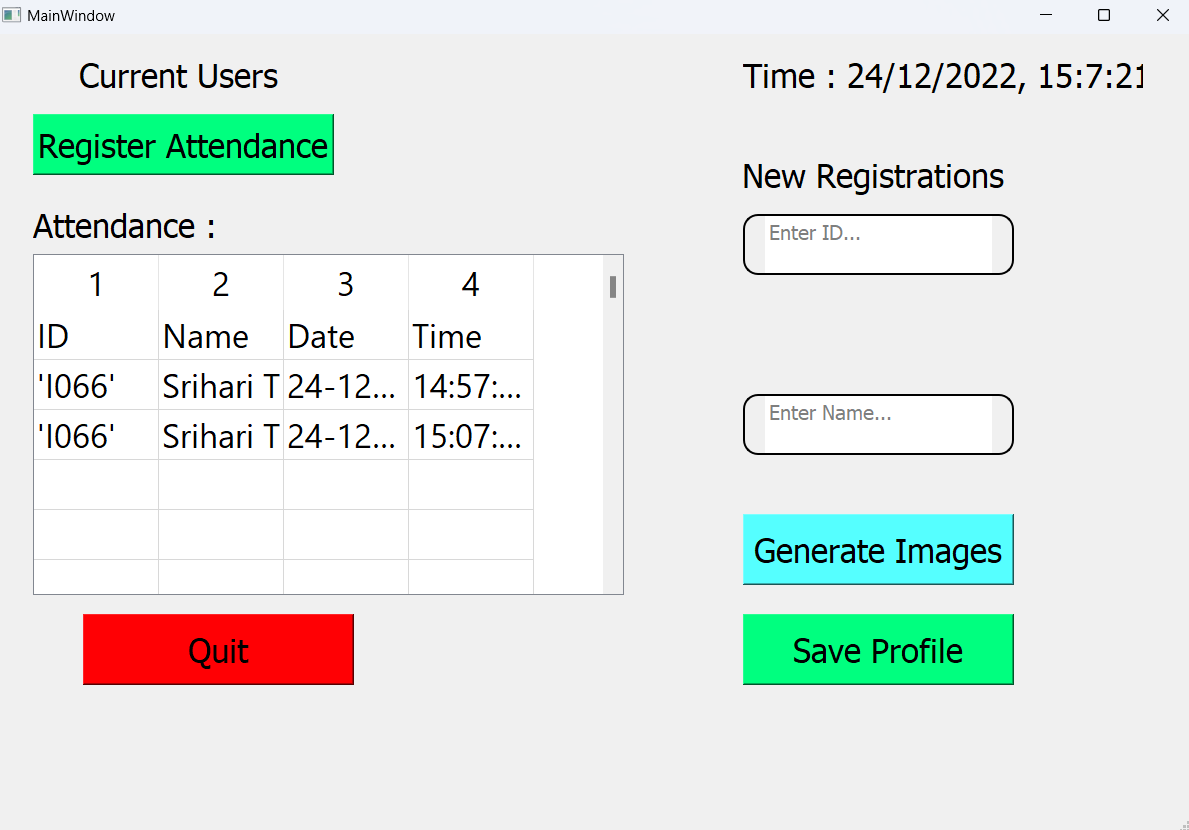 MainWindow
Current Users
Register Attendance
Attendance :
1 2 3 4
ID Name Date Time
'I066' Srihari T 24-12... 14:57:...
'I066' Srihari T 24-12... 15:07:...
Quit
Time : 24/12/2022, 15:7:21
New Registrations
Enter ID...
Enter Name...
Generate Images
Save Profile